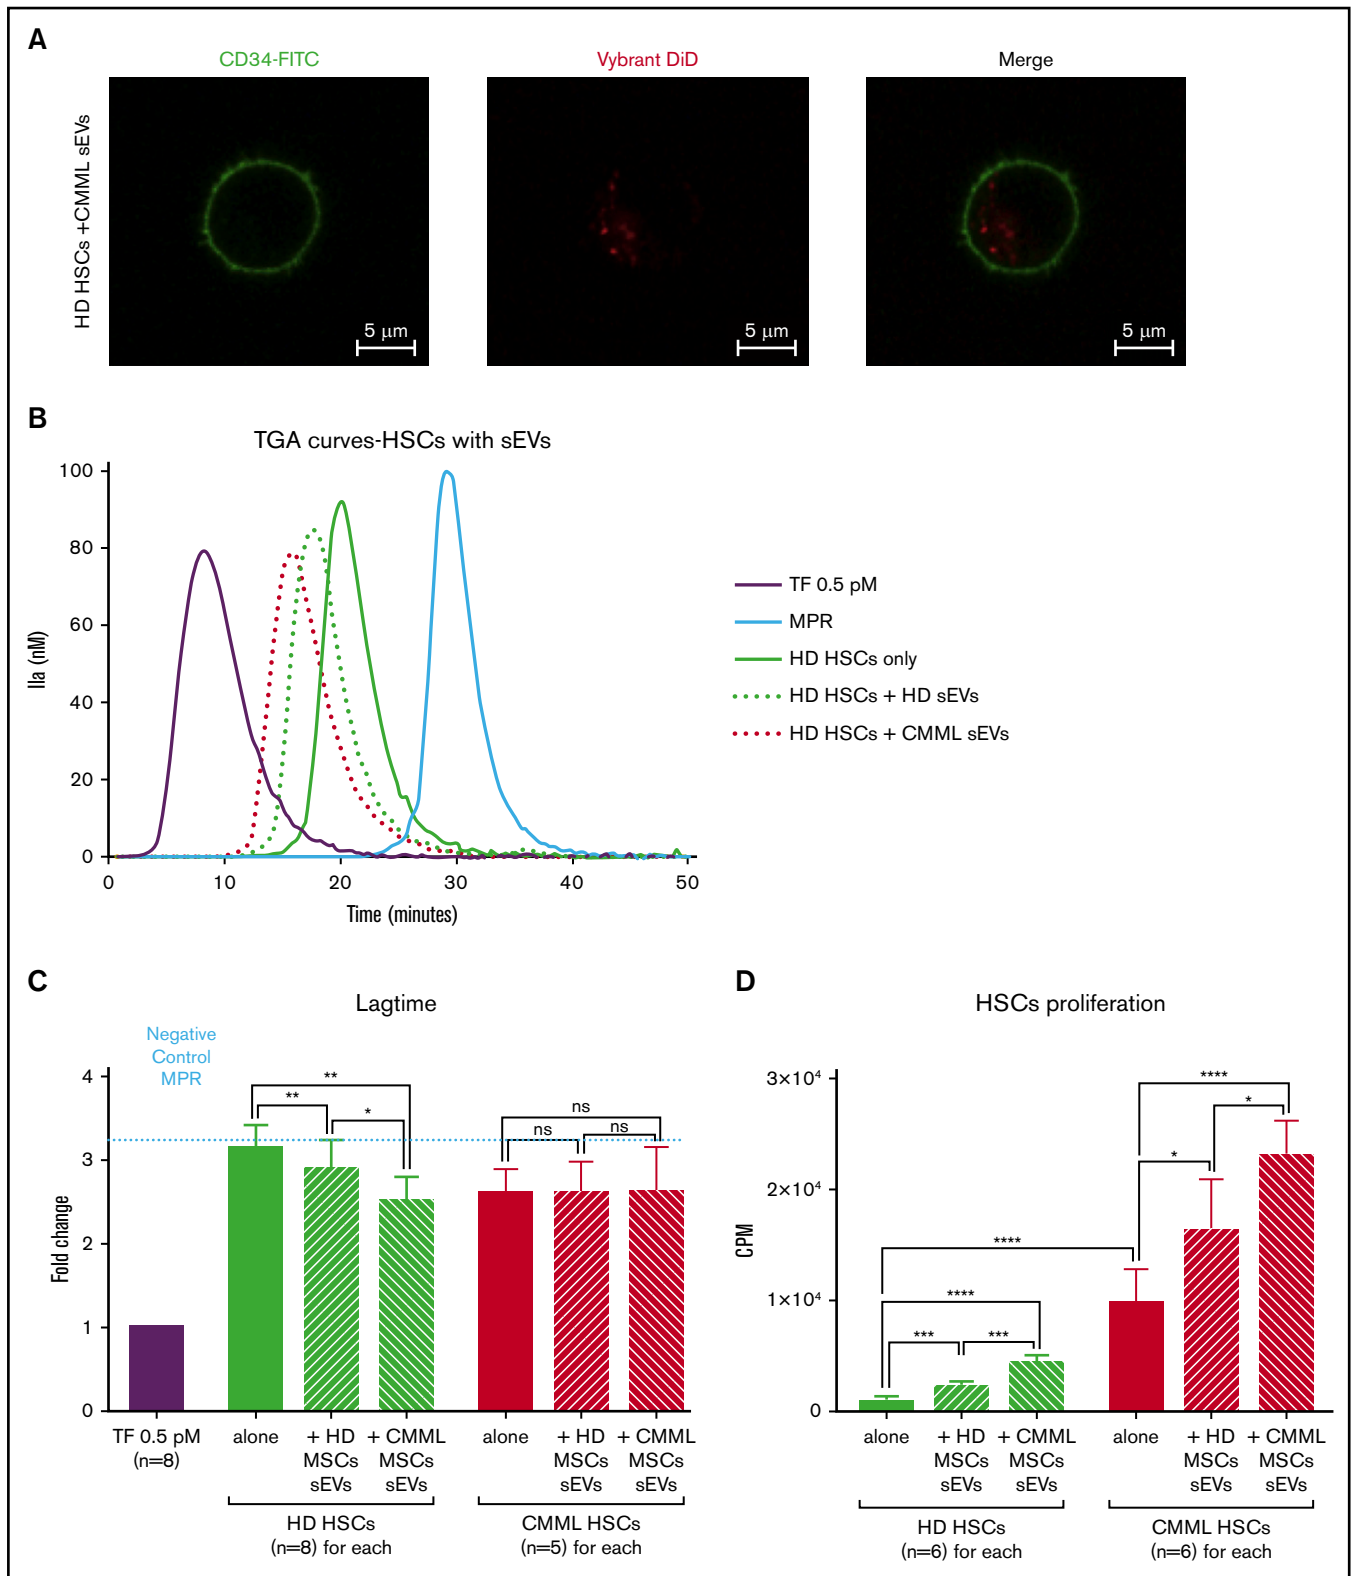 A
CD34-FITC
Vybrant DiD
Merge
HD HSCs +CMML sEVs
5 μm
5 μm
5 μm
B
TGA curves-HSCs with sEVs
100
80
60
40
20
0
IIa (nM)
0 10 20 30 40 50
Time (minutes)
TF 0.5 pM
MPR
HD HSCs only
HD HSCs + HD sEVs
HD HSCs + CMML sEVs
C
Lagtime
Negative
Control
MPR
4
3
2
1
0
Fold change
**
**
*
ns
ns
ns
TF 0.5 pM
(n=8)
alone
+ HD
MSCs
sEVs
+ CMML
MSCs
sEVs
alone
+ HD
MSCs
sEVs
+ CMML
MSCs
sEVs
HD HSCs
(n=8) for each
CMML HSCs
(n=5) for each
D
HSCs proliferation
3×10⁴
2×10⁴
1×10⁴
0
CPM
****
*
*
****
****
***
***
alone
+ HD
MSCs
sEVs
+ CMML
MSCs
sEVs
alone
+ HD
MSCs
sEVs
+ CMML
MSCs
sEVs
HD HSCs
(n=6) for each
CMML HSCs
(n=6) for each